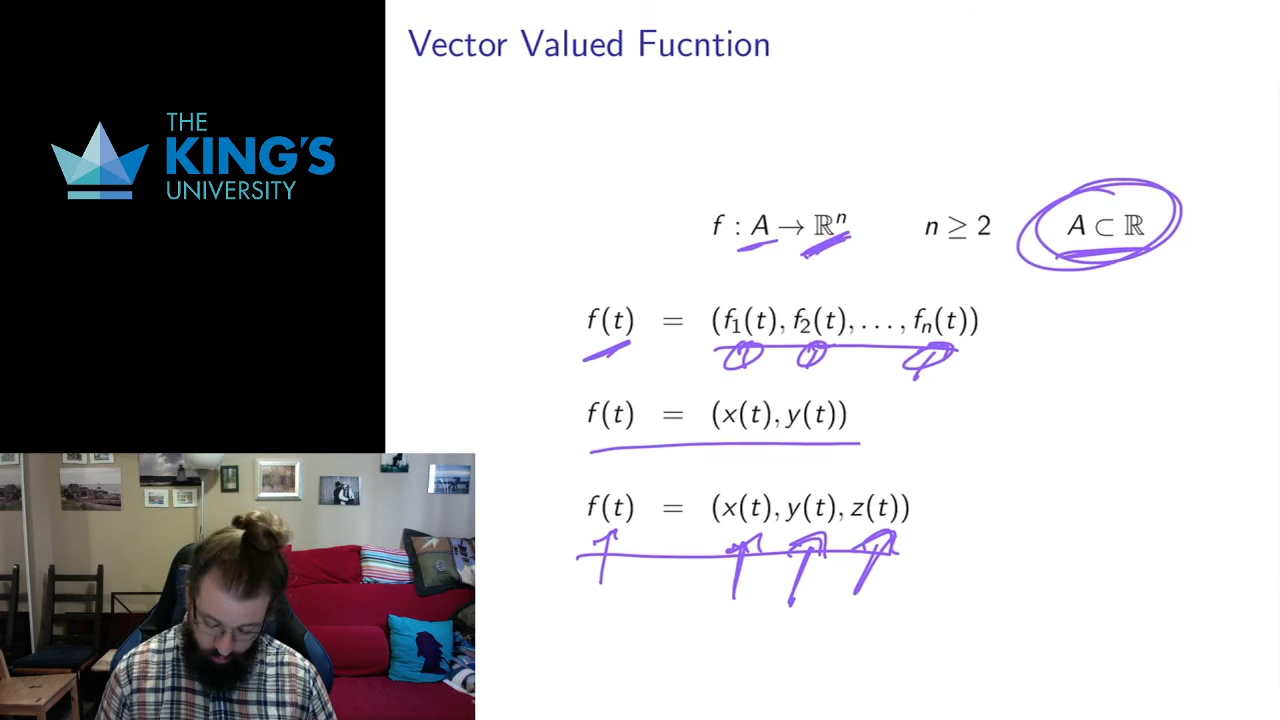 THE
KING'S
UNIVERSITY
Vector Valued Fucntion
f : A → ℝⁿ n ≥ 2 A ⊂ ℝ
f(t) = (f₁(t), f₂(t), . . . , fₙ(t))
f(t) = (x(t), y(t))
f(t) = (x(t), y(t), z(t))